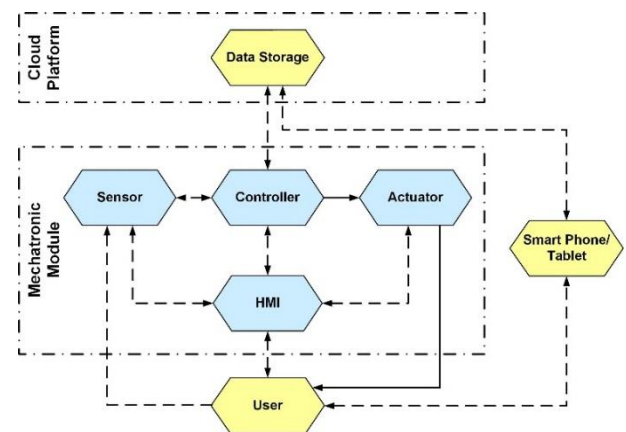 Cloud
Platform
Data Storage
Mechatronic
Module
Sensor
Controller
Actuator
Smart Phone/
Tablet
HMI
User